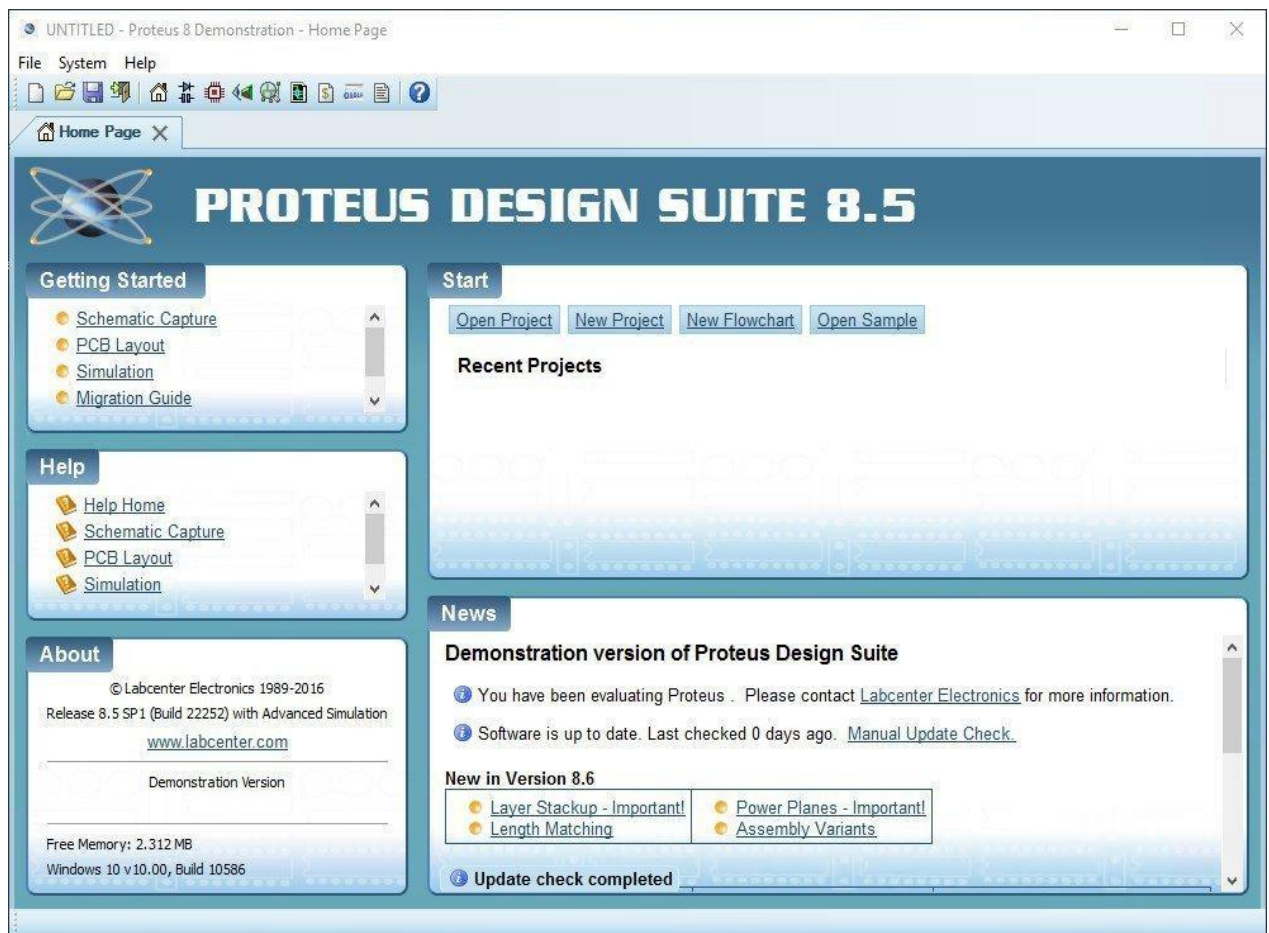 UNTITLED - Proteus 8 Demonstration - Home Page
File System Help
Home Page
PROTEUS DESIGN SUITE 8.5
Getting Started
Schematic Capture
PCB Layout
Simulation
Migration Guide
Help
Help Home
Schematic Capture
PCB Layout
Simulation
About
© Labcenter Electronics 1989-2016
Release 8.5 SP1 (Build 22252) with Advanced Simulation
www.labcenter.com
Demonstration Version
Free Memory: 2.312 MB
Windows 10 v10.00, Build 10586
Start
Open Project New Project New Flowchart Open Sample
Recent Projects
News
Demonstration version of Proteus Design Suite
You have been evaluating Proteus . Please contact Labcenter Electronics for more information.
Software is up to date. Last checked 0 days ago. Manual Update Check.
New in Version 8.6
Layer Stackup - Important! Power Planes - Important!
Length Matching Assembly Variants
Update check completed